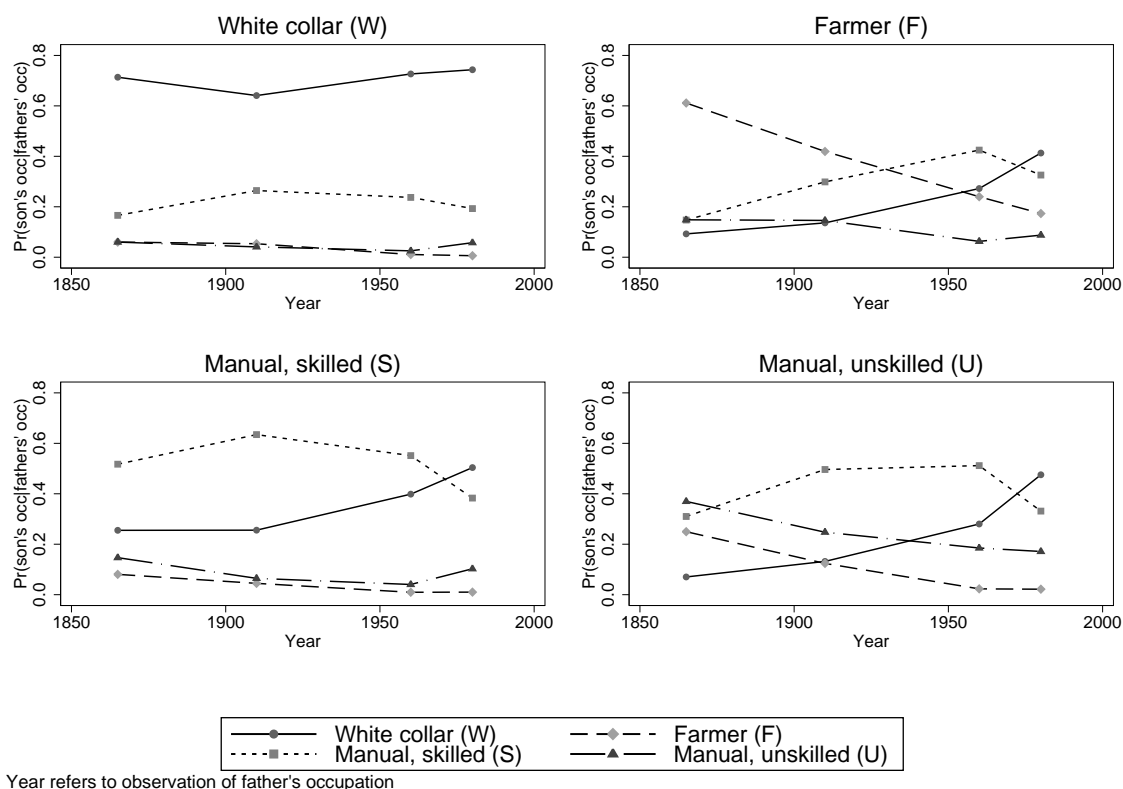 White collar (W)
Pr(son's occ|fathers' occ)
0.8
0.6
0.4
0.2
0.0
1850
1900
1950
2000
Year
Farmer (F)
Pr(son's occ|fathers' occ)
0.8
0.6
0.4
0.2
0.0
1850
1900
1950
2000
Year
Manual, skilled (S)
Pr(son's occ|fathers' occ)
0.8
0.6
0.4
0.2
0.0
1850
1900
1950
2000
Year
Manual, unskilled (U)
Pr(son's occ|fathers' occ)
0.8
0.6
0.4
0.2
0.0
1850
1900
1950
2000
Year
White collar (W)
Farmer (F)
Manual, skilled (S)
Manual, unskilled (U)
Year refers to observation of father's occupation